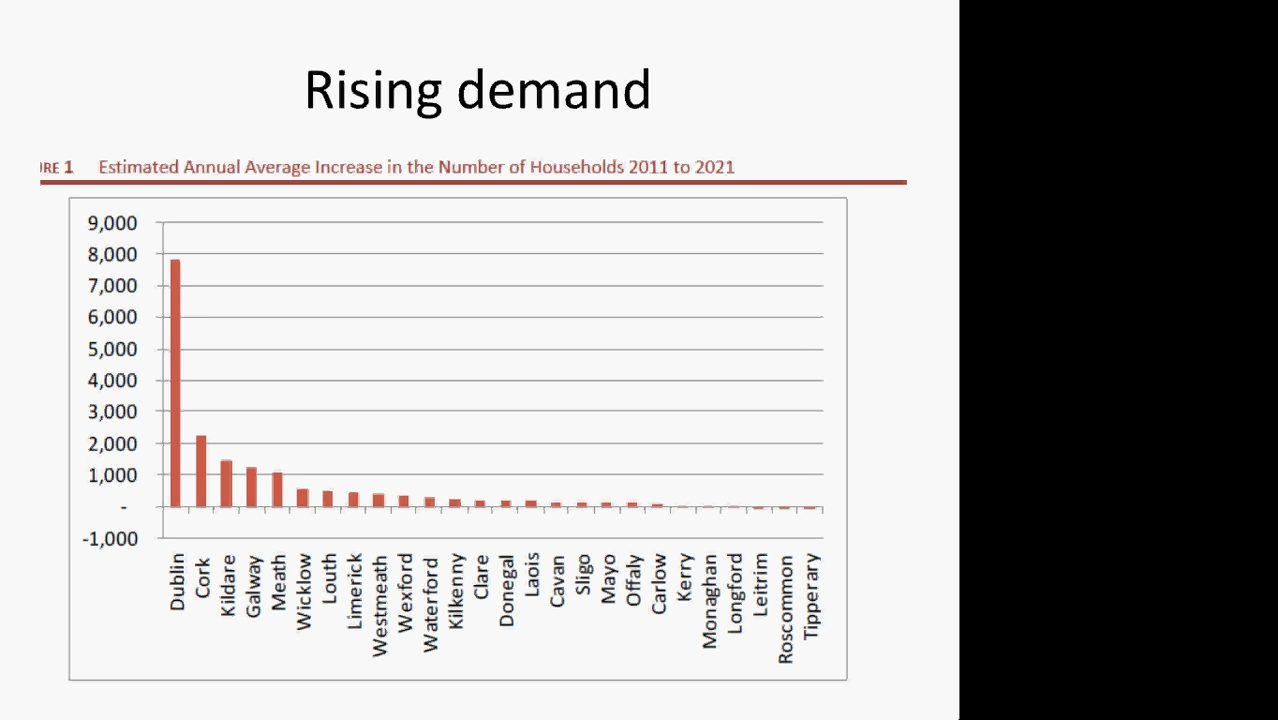 Rising demand
IRE 1 Estimated Annual Average Increase in the Number of Households 2011 to 2021
9,000
8,000
7,000
6,000
5,000
4,000
3,000
2,000
1,000
-
-1,000
Dublin
Cork
Kildare
Galway
Meath
Wicklow
Louth
Limerick
Westmeath
Wexford
Waterford
Kilkenny
Clare
Donegal
Laois
Cavan
Sligo
Mayo
Offaly
Carlow
Kerry
Monaghan
Longford
Leitrim
Roscommon
Tipperary